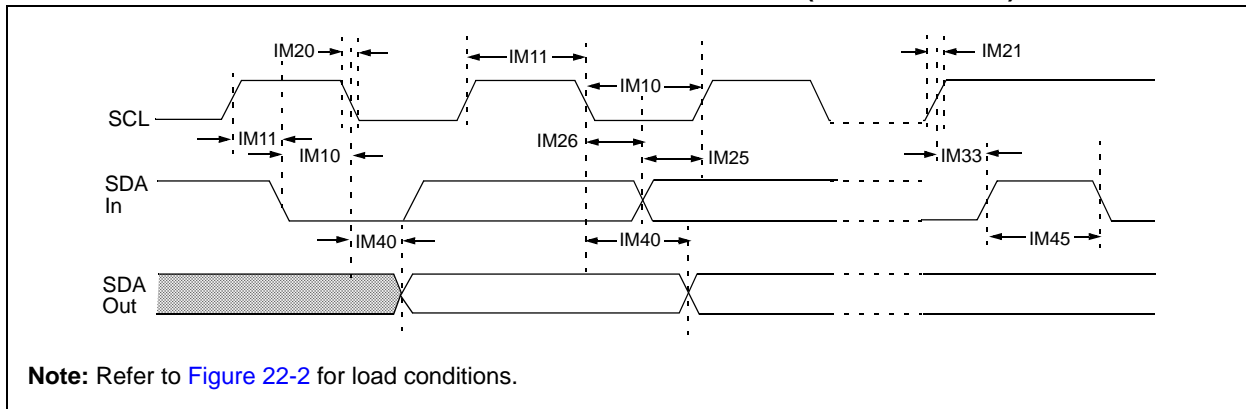 IM20
IM21
IM11
IM10
SCL
IM11
IM26
IM10
IM25
IM33
SDA
In
IM40
IM40
IM45
SDA
Out
Note: Refer to Figure 22-2 for load conditions.